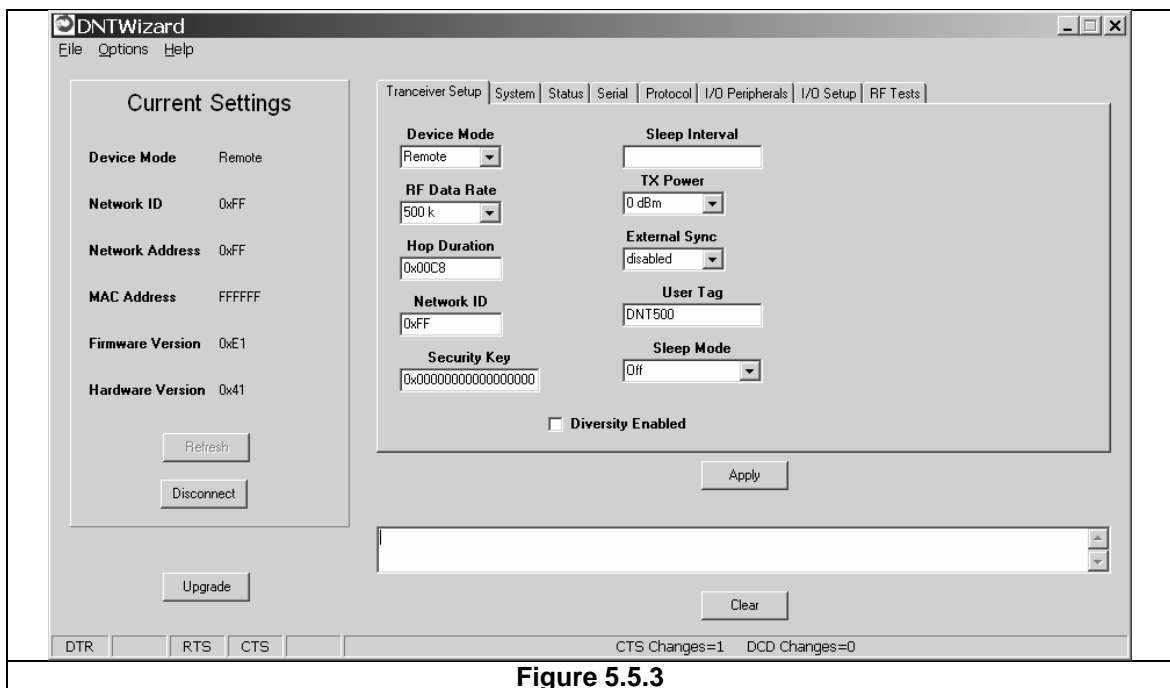 DNTWizard
File Options Help
Current Settings
Device Mode Remote
Network ID 0xFF
Network Address 0xFF
MAC Address FFFFFF
Firmware Version 0xE1
Hardware Version 0x41
Refresh
Disconnect
Upgrade
Tranceiver Setup System Status Serial Protocol I/O Peripherals I/O Setup RF Tests
Device Mode
Remote
RF Data Rate
500 k
Hop Duration
0x00C8
Network ID
0xFF
Security Key
0x00000000000000000
Sleep Interval
TX Power
0 dBm
External Sync
disabled
User Tag
DNT500
Sleep Mode
Off
Diversity Enabled
Apply
Clear
DTR RTS CTS CTS Changes=1 DCD Changes=0
Figure 5.5.3